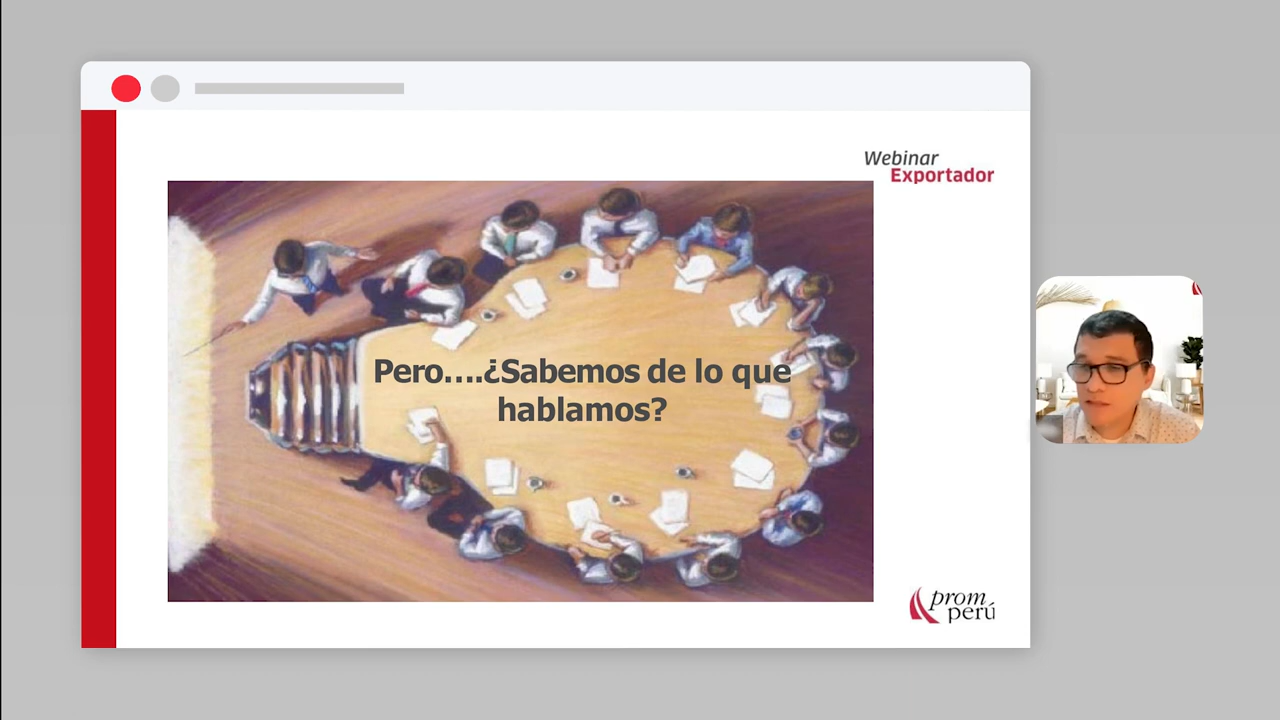 Webinar
Exportador
Pero....¿Sabemos de lo que
hablamos?
prom
perú